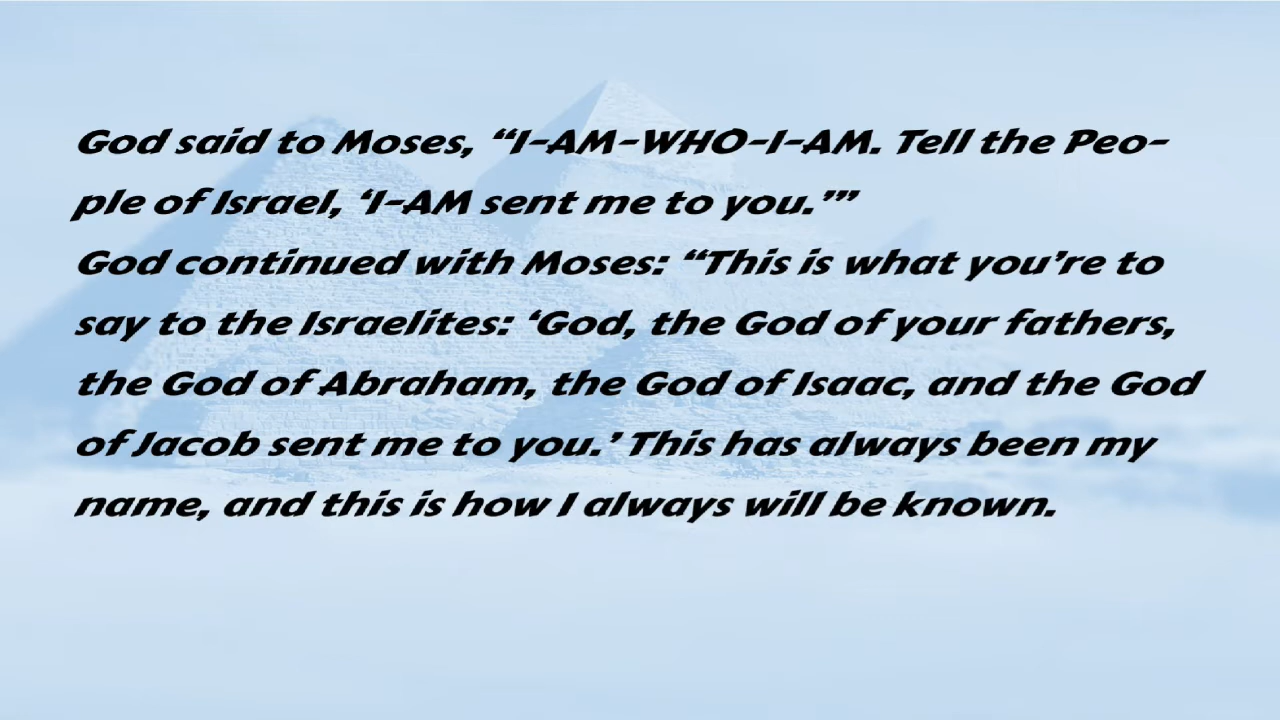 God said to Moses, “I-AM-WHO-I-AM. Tell the Peo-
ple of Israel, ‘I-AM sent me to you.’”
God continued with Moses: “This is what you’re to
say to the Israelites: ‘God, the God of your fathers,
the God of Abraham, the God of Isaac, and the God
of Jacob sent me to you.’ This has always been my
name, and this is how I always will be known.